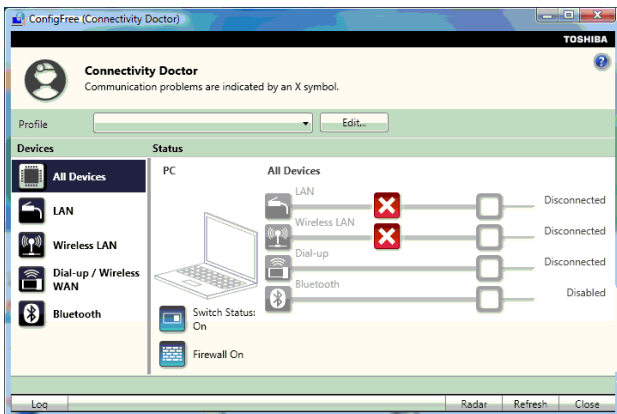 ConfigFree (Connectivity Doctor)
TOSHIBA
Connectivity Doctor
Communication problems are indicated by an X symbol.
Profile
Edit...
Devices
Status
All Devices
LAN
Wireless LAN
Dial-up / Wireless
WAN
Bluetooth
PC
Switch Status:
On
Firewall On
All Devices
LAN
Disconnected
Wireless LAN
Disconnected
Dial-up
Disconnected
Bluetooth
Disabled
Log
Radar
Refresh
Close